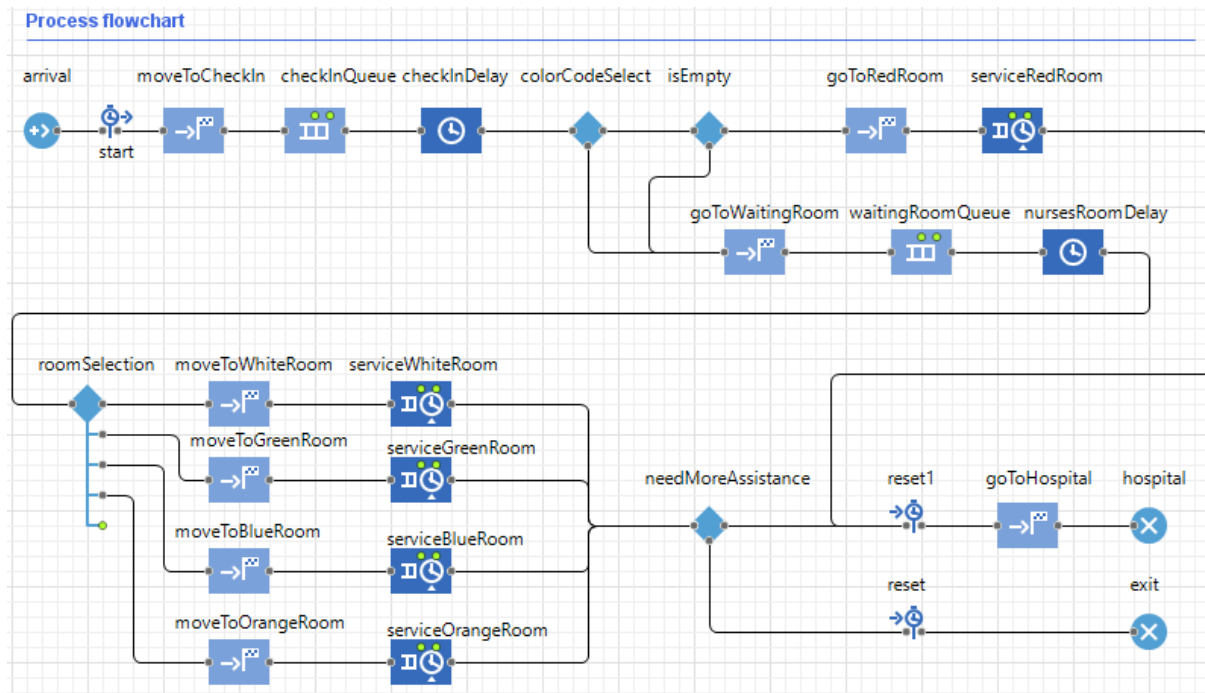 Process flowchart
arrival
moveToCheckIn
checkInQueue
checkInDelay
colorCodeSelect
isEmpty
goToRedRoom
serviceRedRoom
start
goToWaitingRoom
waitingRoomQueue
nursesRoomDelay
roomSelection
moveToWhiteRoom
serviceWhiteRoom
moveToGreenRoom
serviceGreenRoom
needMoreAssistance
reset1
goToHospital
hospital
moveToBlueRoom
serviceBlueRoom
reset
exit
moveToOrangeRoom
serviceOrangeRoom